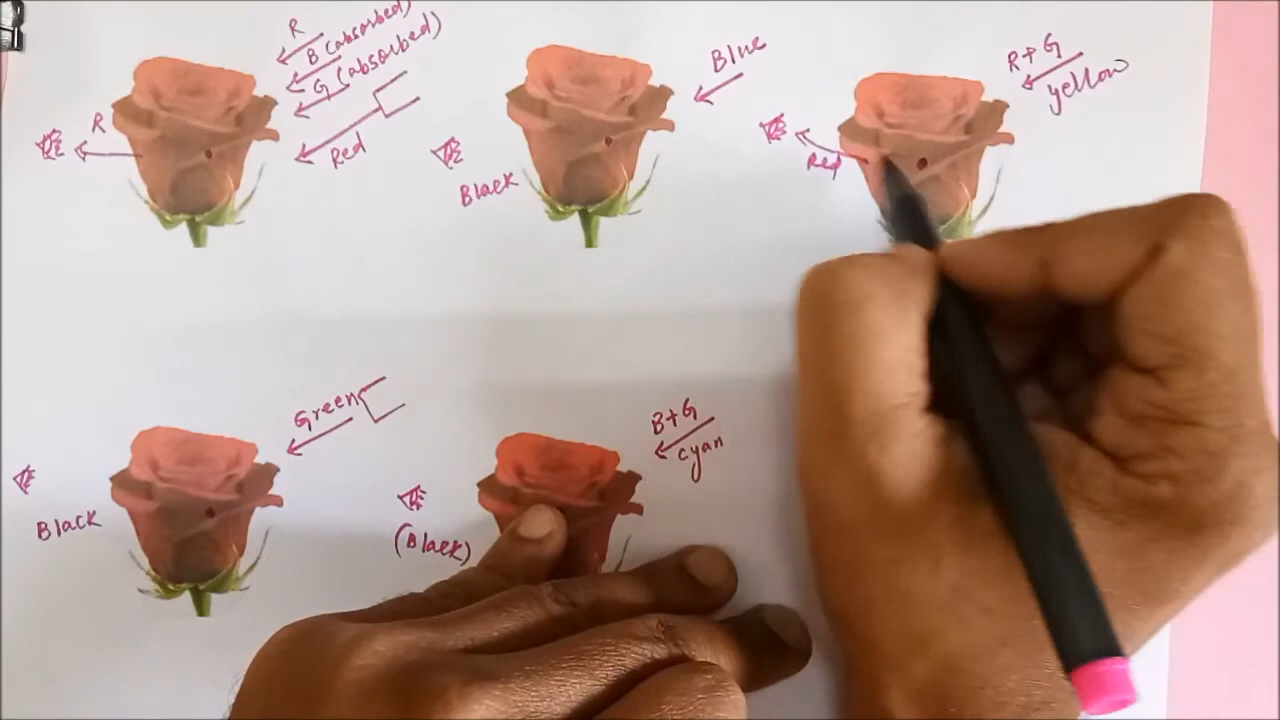 R
B (absorbed)
G (absorbed)
R
Red
Blue
Black
R+G
yellow
Red
Green
Black
B+G
cyan
(Black)